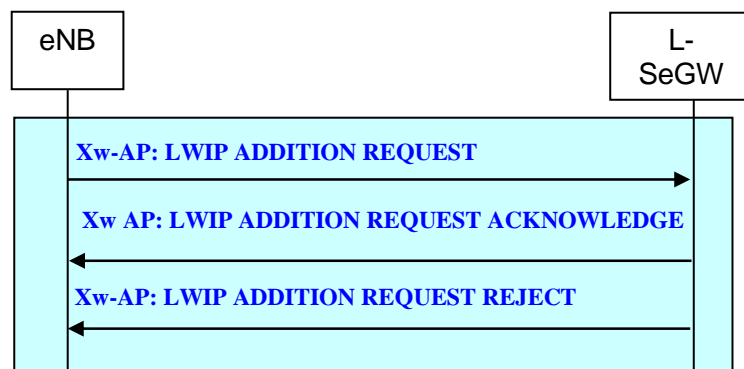 eNB
L-
SeGW
Xw-AP: LWIP ADDITION REQUEST
Xw AP: LWIP ADDITION REQUEST ACKNOWLEDGE
Xw-AP: LWIP ADDITION REQUEST REJECT